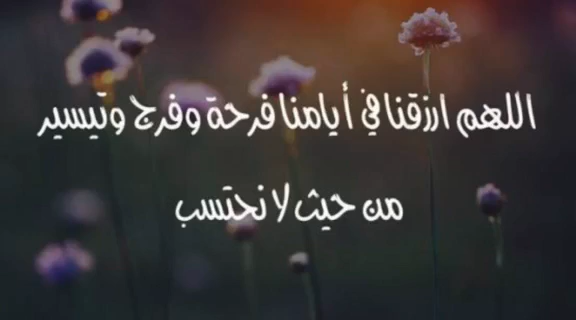 اللهم ارزقنا في أيامنا فرحة وفرج وتيسير
من حيث لا نحتسب